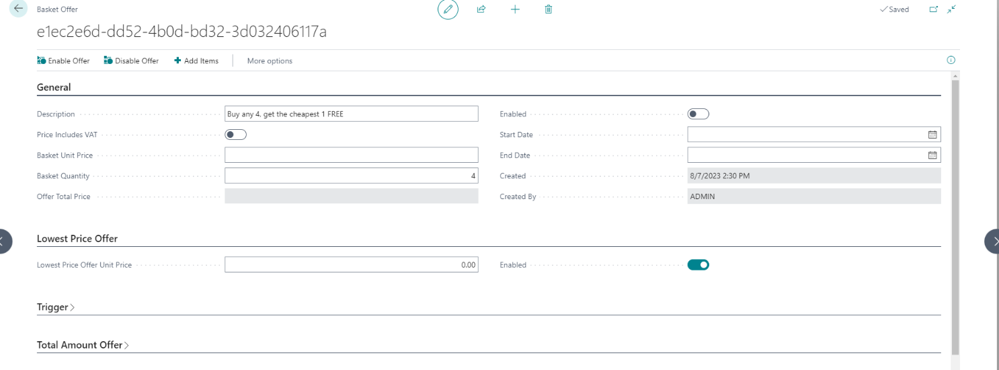 Basket Offer
Saved
e1ec2e6d-dd52-4b0d-bd32-3d032406117a
Enable Offer Disable Offer Add Items More options
General
Description Buy any 4, get the cheapest 1 FREE Enabled
Price Includes VAT Start Date
Basket Unit Price End Date
Basket Quantity 4 Created 8/7/2023 2:30 PM
Offer Total Price Created By ADMIN
Lowest Price Offer
Lowest Price Offer Unit Price 0.00 Enabled
Trigger
Total Amount Offer